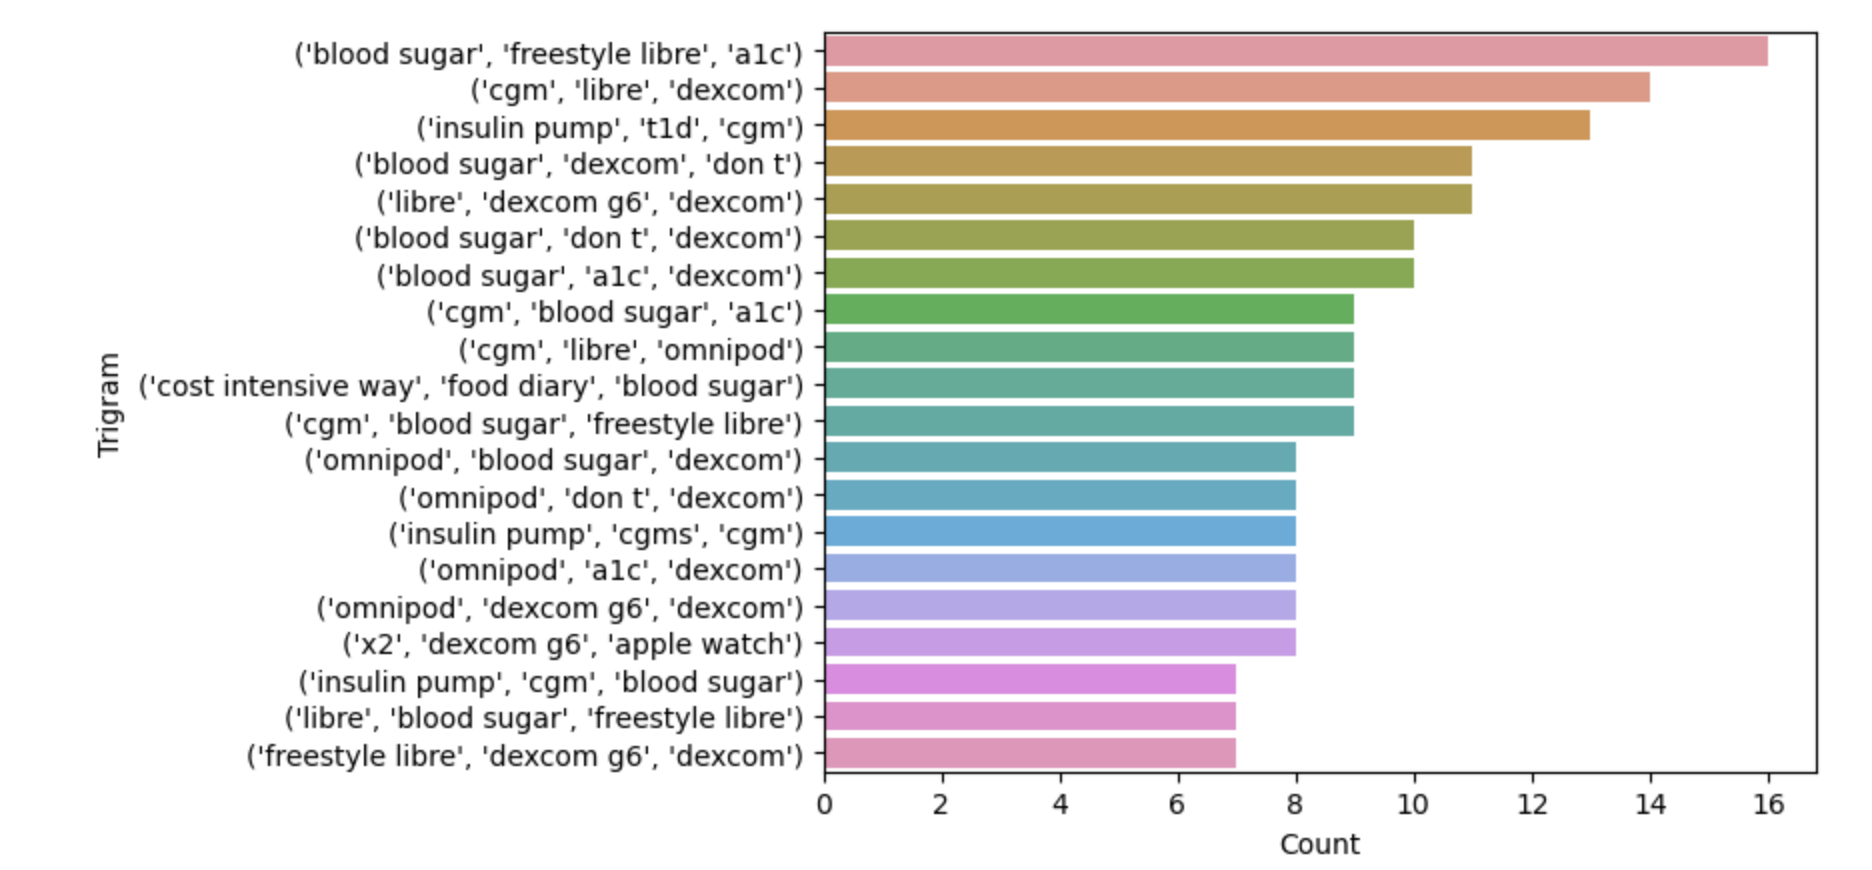 ('blood sugar', 'freestyle libre', 'a1c')
('cgm', 'libre', 'dexcom')
('insulin pump', 't1d', 'cgm')
('blood sugar', 'dexcom', 'don t')
('libre', 'dexcom g6', 'dexcom')
('blood sugar', 'don t', 'dexcom')
('blood sugar', 'a1c', 'dexcom')
('cgm', 'blood sugar', 'a1c')
('cgm', 'libre', 'omnipod')
('cost intensive way', 'food diary', 'blood sugar')
('cgm', 'blood sugar', 'freestyle libre')
('omnipod', 'blood sugar', 'dexcom')
('omnipod', 'don t', 'dexcom')
('insulin pump', 'cgms', 'cgm')
('omnipod', 'a1c', 'dexcom')
('omnipod', 'dexcom g6', 'dexcom')
('x2', 'dexcom g6', 'apple watch')
('insulin pump', 'cgm', 'blood sugar')
('libre', 'blood sugar', 'freestyle libre')
('freestyle libre', 'dexcom g6', 'dexcom')
Trigram
0 2 4 6 8 10 12 14 16
Count